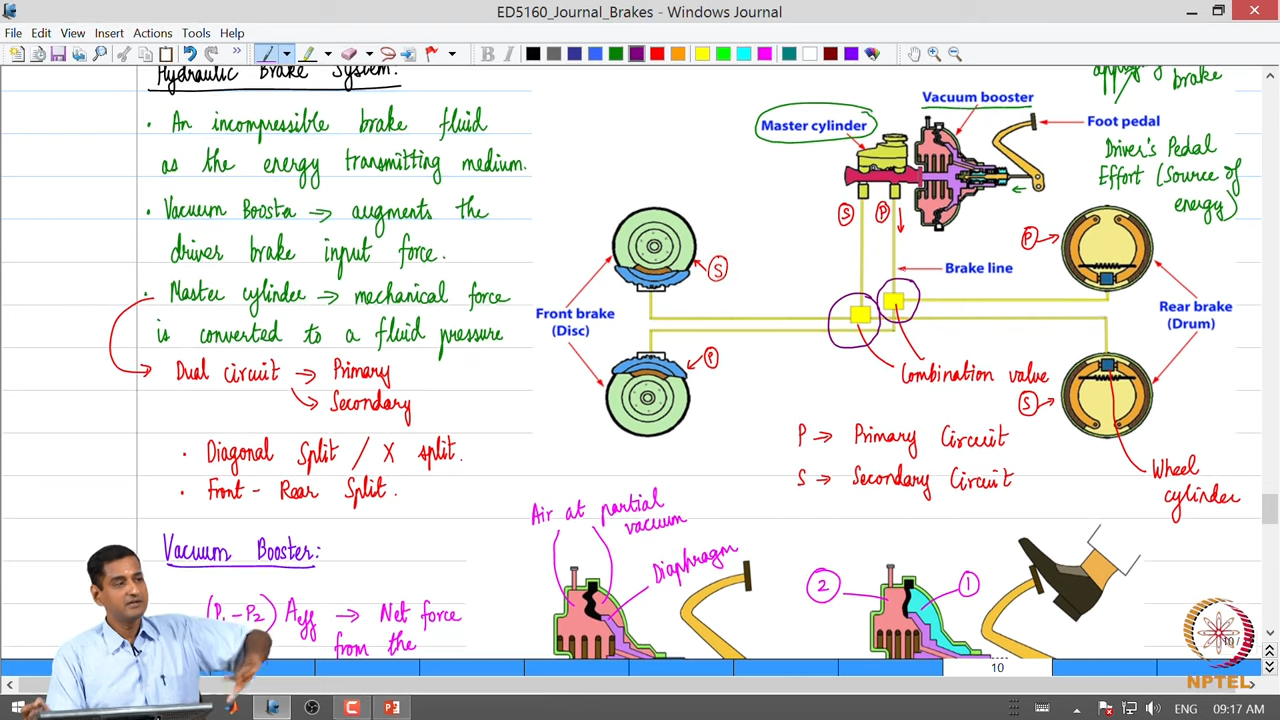 ED5160_Journal_Brakes - Windows Journal
File Edit View Insert Actions Tools Help
B I
Hydraulic Brake System:
. An incompressible brake fluid
as the energy transmitting medium.
. Vacuum Booster → augments the
driver brake input force.
. Master cylinder → mechanical force
is converted to a fluid pressure
Dual circuit → Primary
→ Secondary
. Diagonal Split / X split.
. Front - Rear Split.
Vacuum Booster:
(P₁-P₂) Aeff → Net force
from the
brake
Vacuum booster
Master cylinder
Foot pedal
Driver's Pedal
Effort (Source of
energy)
S
P
P
S
Brake line
Front brake
(Disc)
Rear brake
(Drum)
P
S
Combination valve
P → Primary Circuit
S → Secondary Circuit
Wheel
cylinder
Air at partial
vacuum
Diaphragm
2
1
NPTEL
10
ENG
09:17 AM